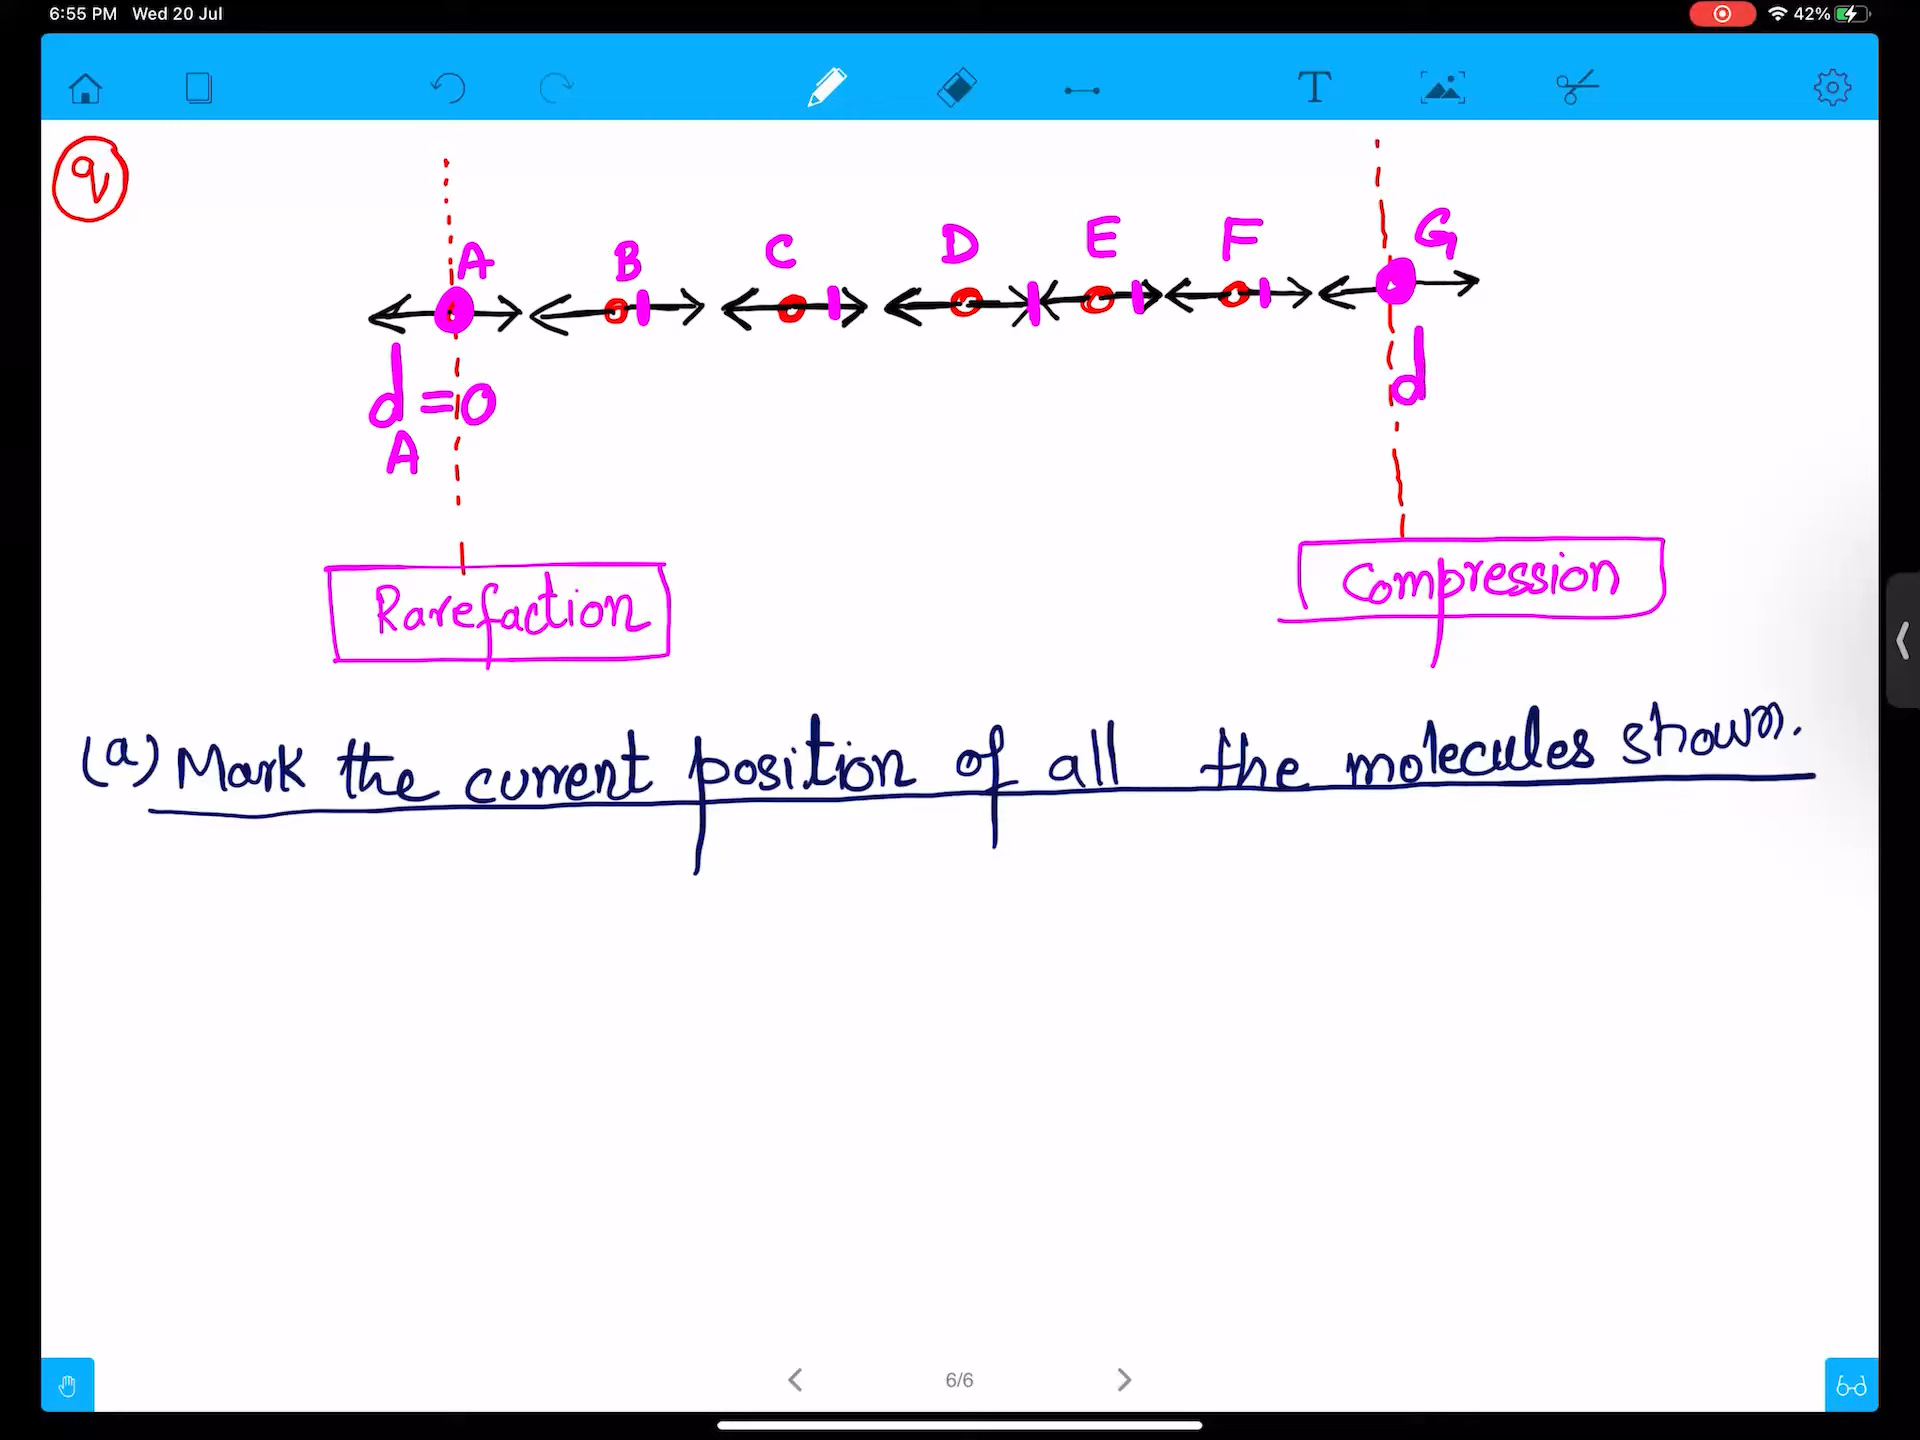 6:55 PM Wed 20 Jul
42%
T
q
A B C D E F G
d = 0
A
d
Rarefaction
Compression
(a) Mark the current position of all the molecules shown.
6/6